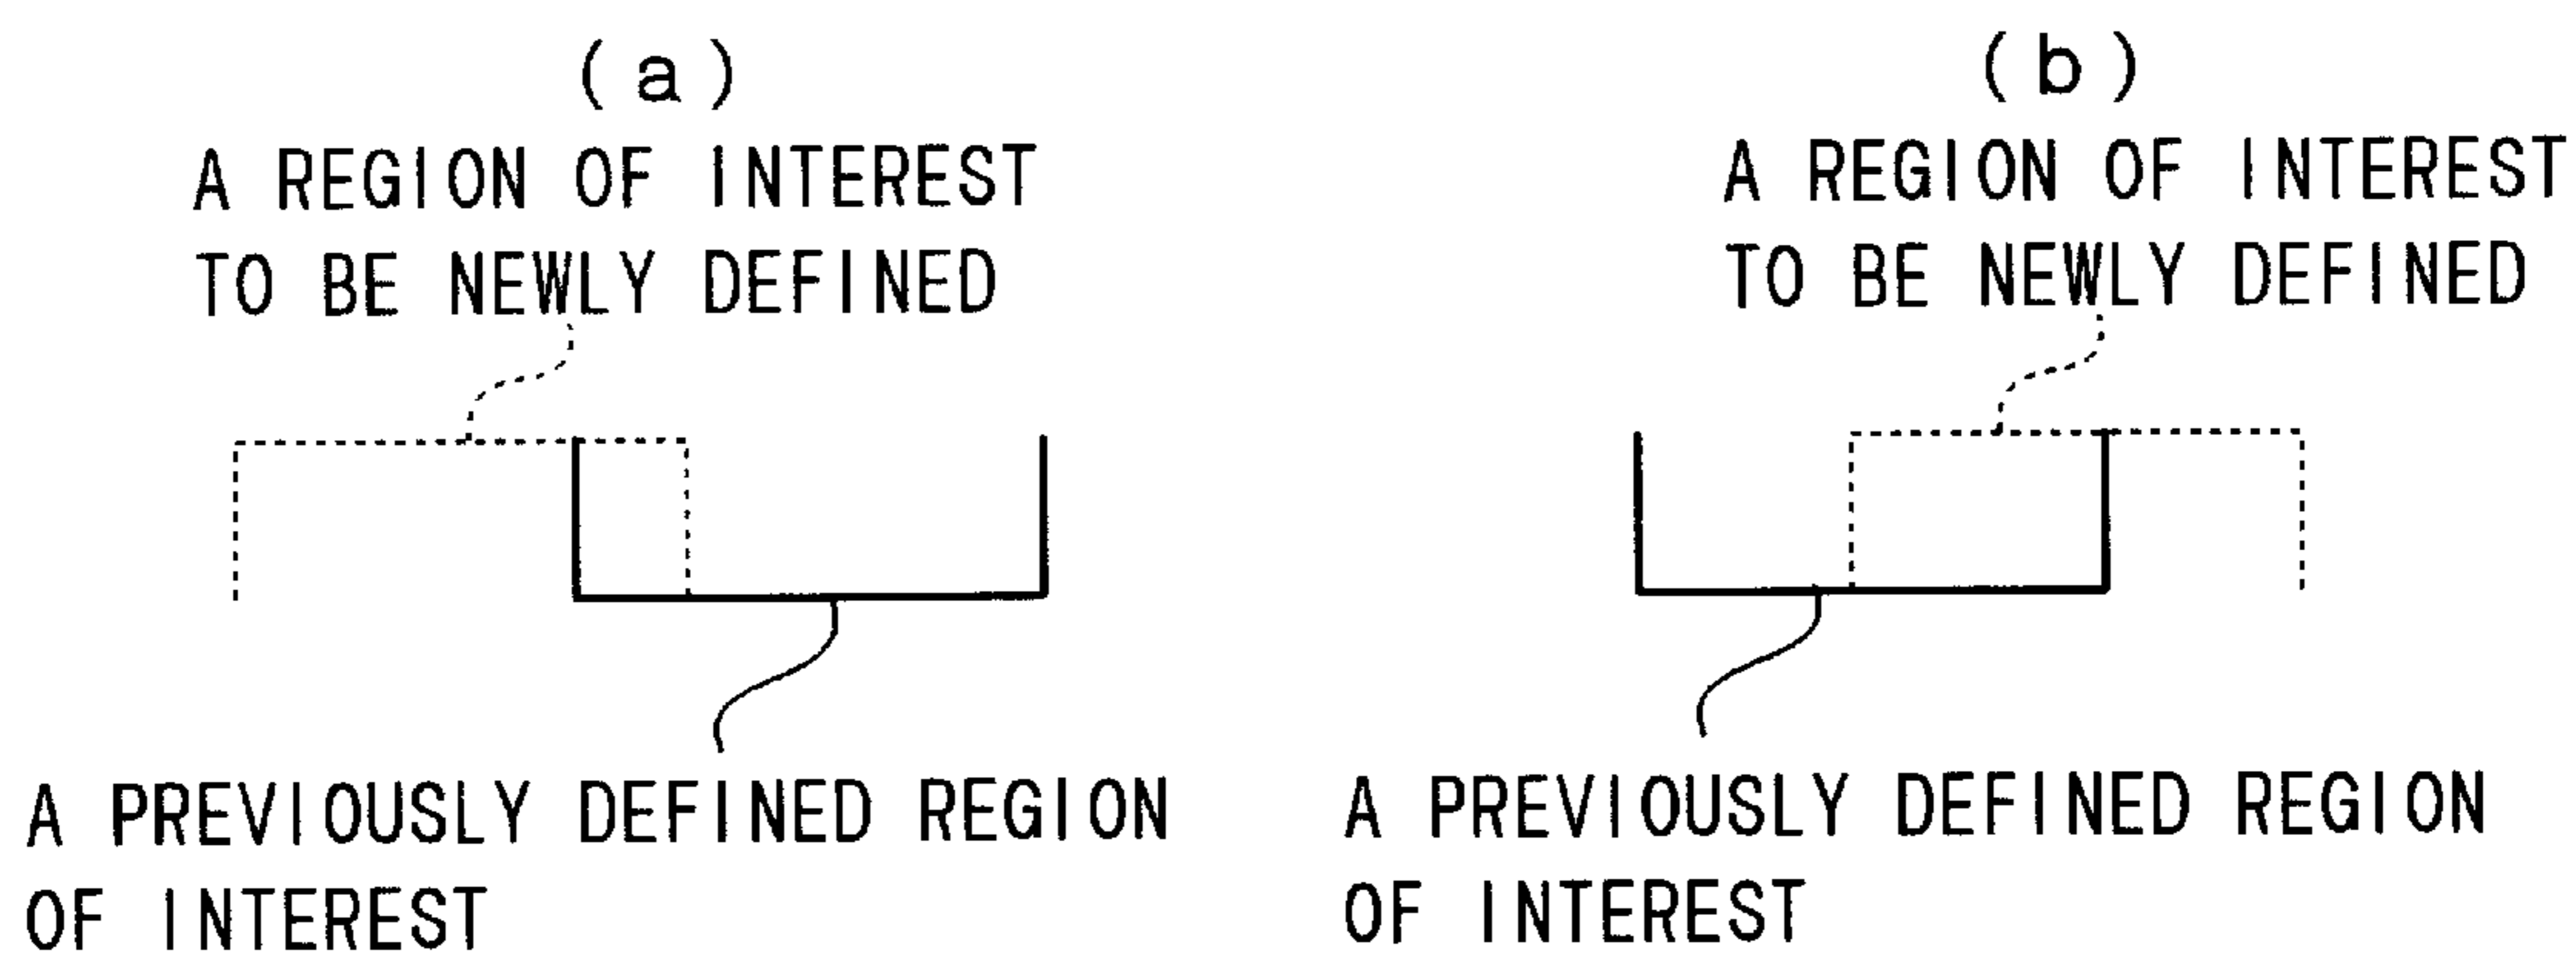 (a)
A REGION OF INTEREST
TO BE NEWLY DEFINED
A PREVIOUSLY DEFINED REGION
OF INTEREST
(b)
A REGION OF INTEREST
TO BE NEWLY DEFINED
A PREVIOUSLY DEFINED REGION
OF INTEREST